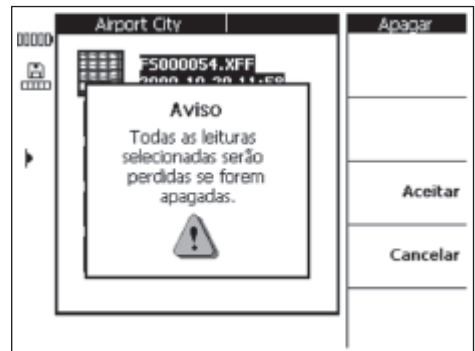 Airport City
Apagar
FS000054.XFF
Aviso
Todas as leituras
selecionadas serão
perdidas se forem
apagadas.
Aceitar
Cancelar